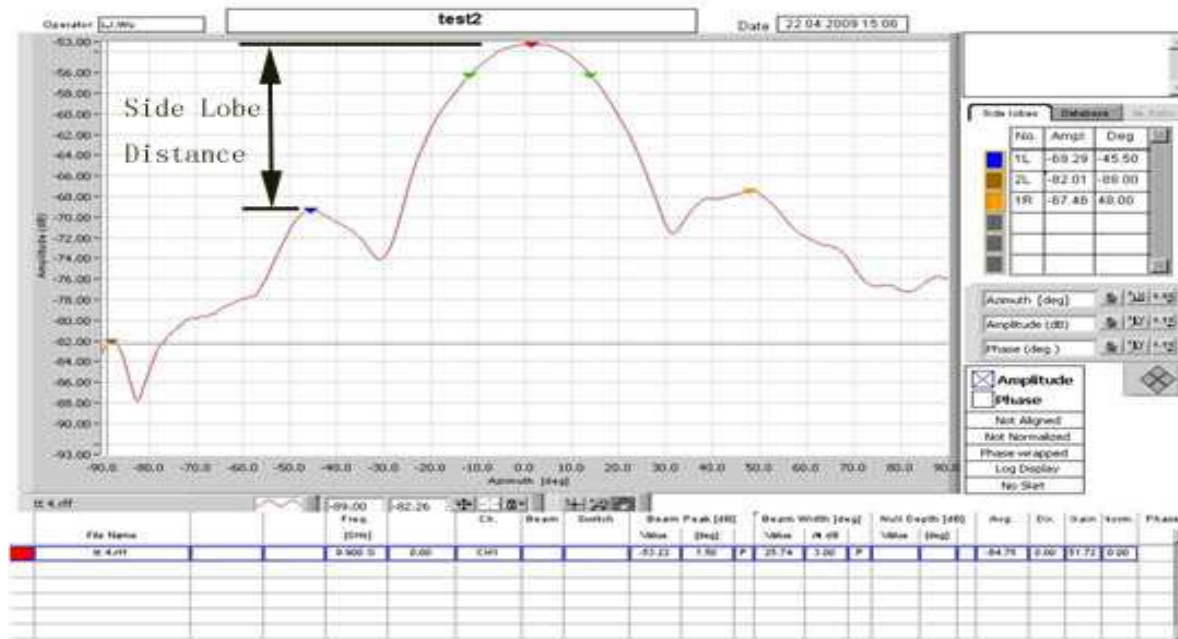 Operator LJ.Wu
test2
Date 22.04.2009 15:06
-53.00
-56.00
-58.00
-60.00
-62.00
-64.00
-66.00
-68.00
-70.00
-72.00
-74.00
-76.00
-78.00
-80.00
-82.00
-84.00
-86.00
-88.00
-90.00
-93.00
Amplitude (dB)
Side Lobe
Distance
-90.0 -80.0 -70.0 -60.0 -50.0 -40.0 -30.0 -20.0 -10.0 0.0 10.0 20.0 30.0 40.0 50.0 60.0 70.0 80.0 90.0
Azimuth [deg]
Side lobes Database
No. Ampl Deg
1L -69.29 -45.50
2L -82.01 -88.00
1R -67.46 48.00
Azimuth [deg]
Amplitude (dB)
Phase (deg.)
Amplitude
Phase
Not Aligned
Not Normalized
Phase wrapped
Log Display
-89.00 -82.26
File Name Freq. [GHz] Ch. Beam Switch Beam Peak [dB] Value [deg] Beam Width [deg] Value At dB Null Depth [dB] Value [deg] Avg. Dir. Gain Norm. Phase
0.00 CH1 -53.22 1.50 P 25.74 3.00 P -64.75 0.00 51.72 0.00